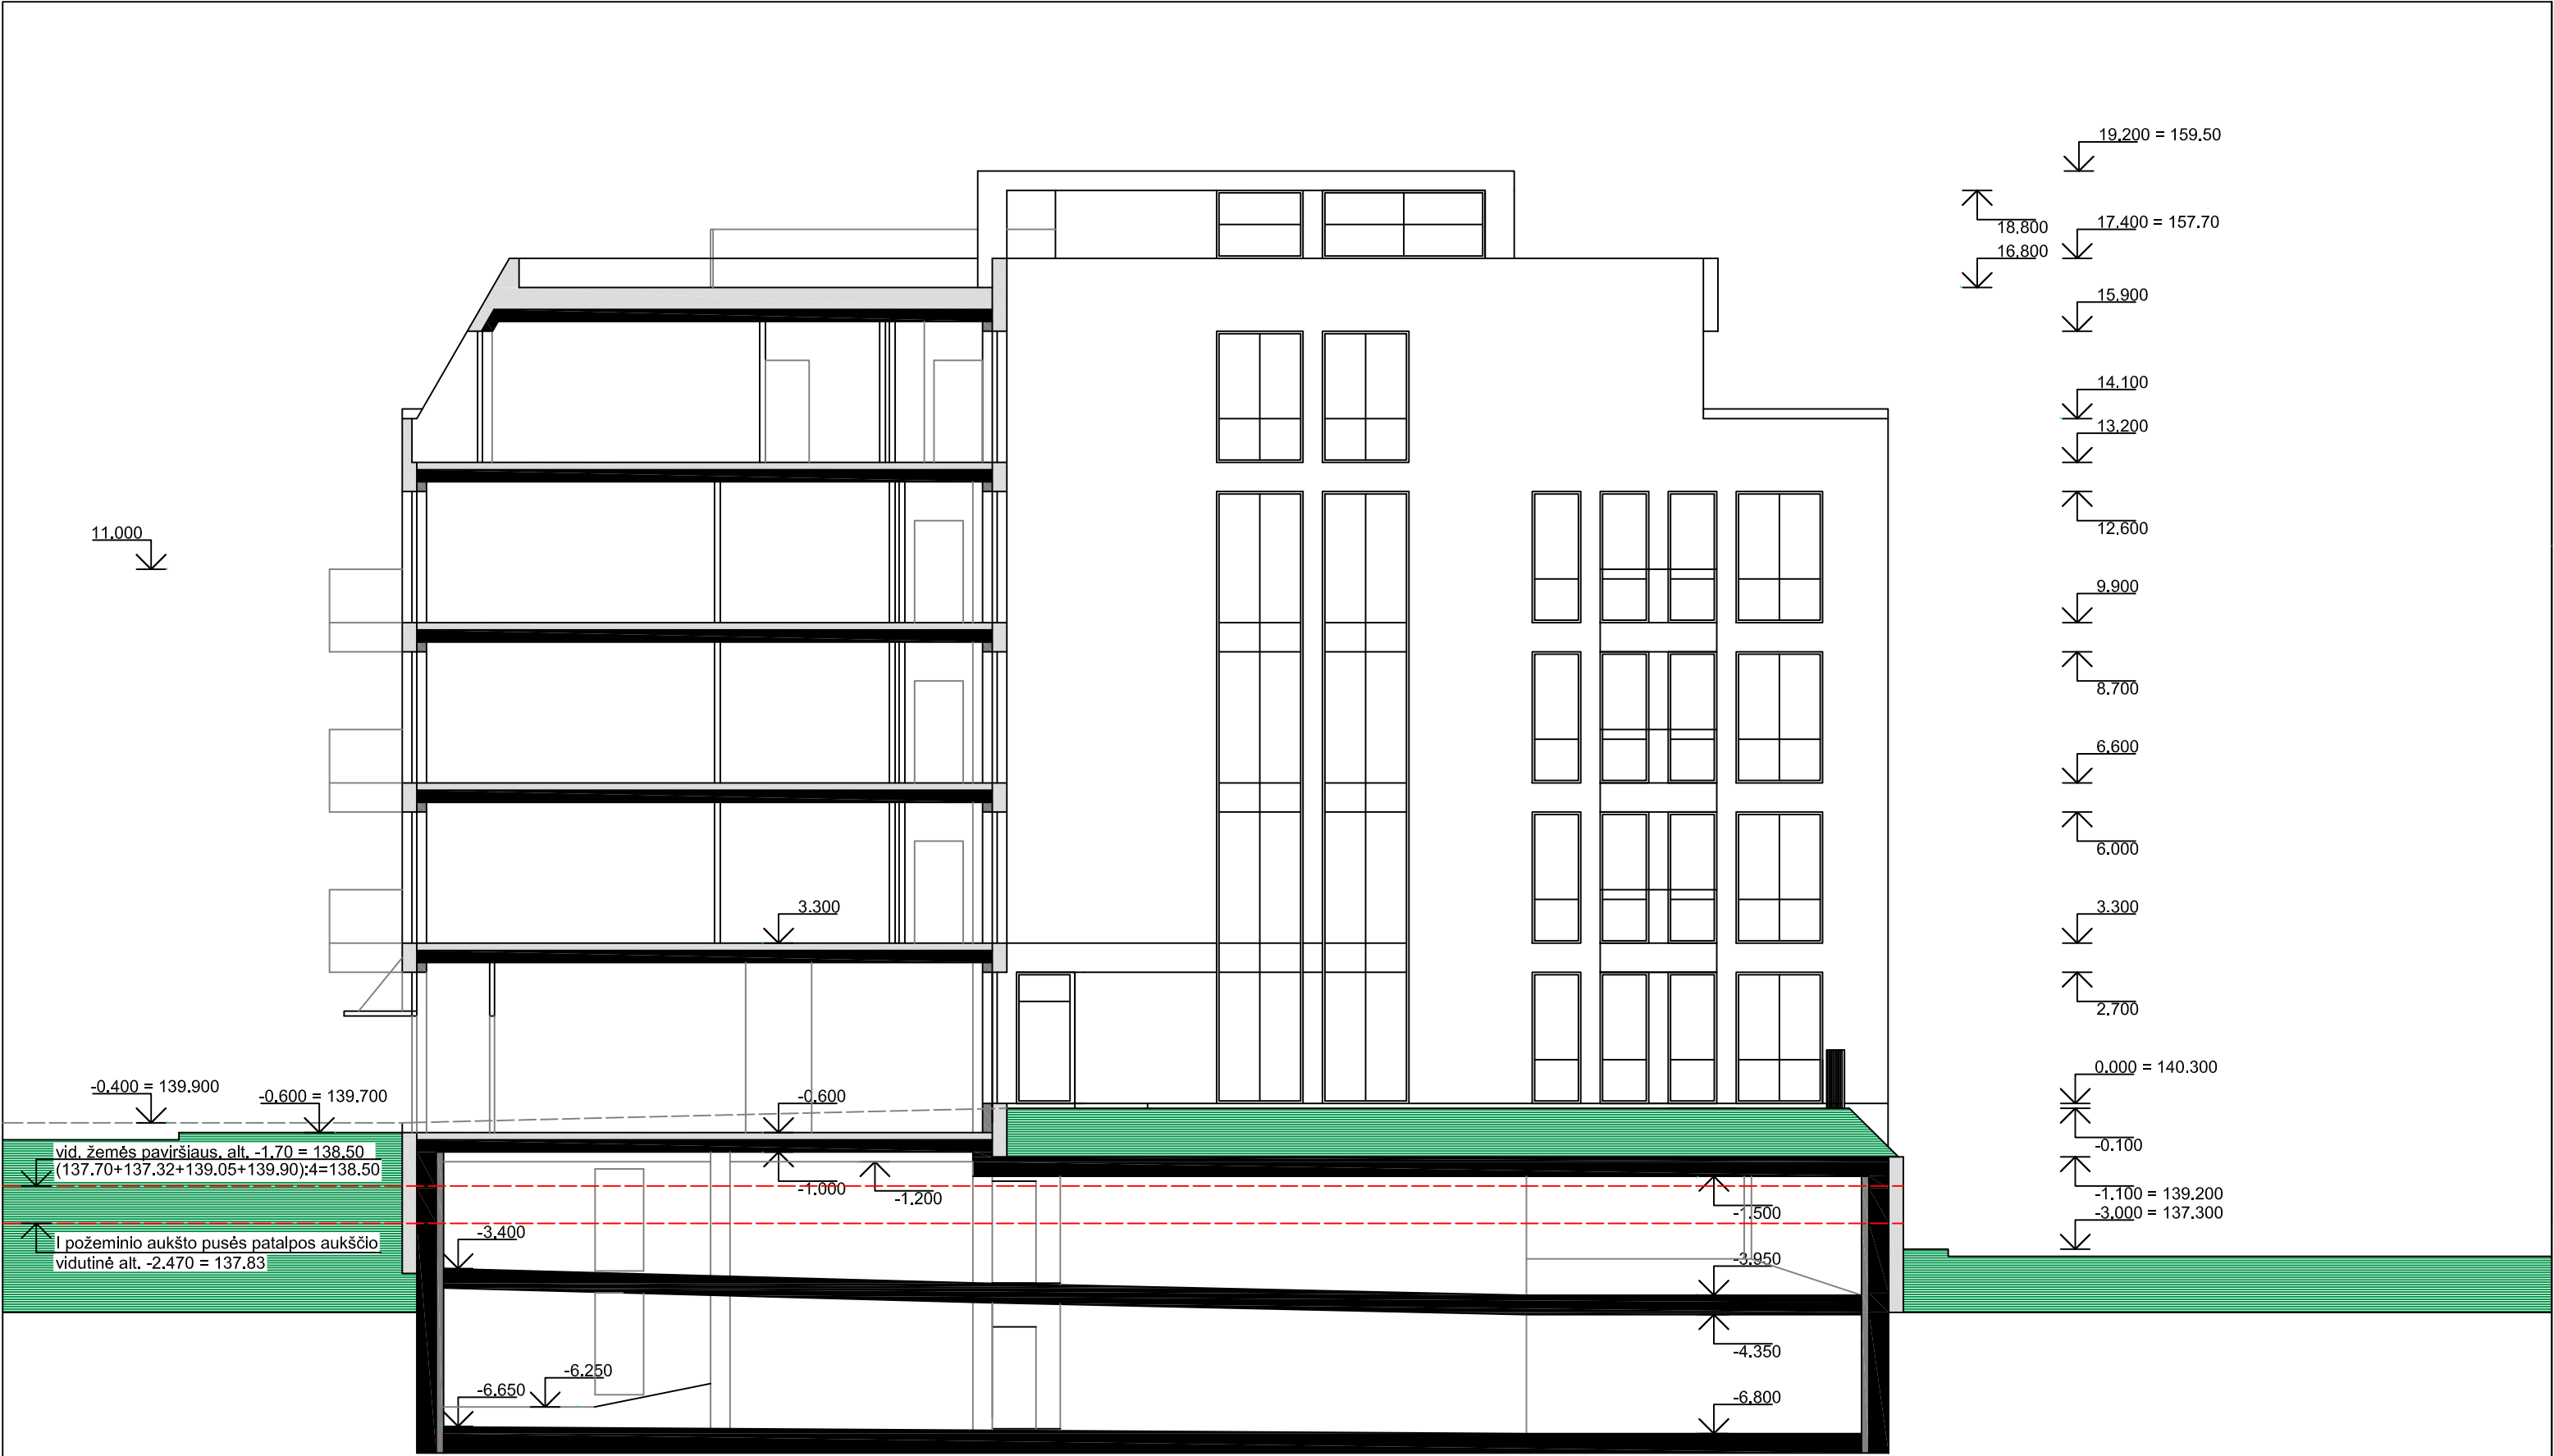 19.200 = 159.50
18.800
17.400 = 157.70
16.800
15.900
14.100
13.200
11.000
12.600
9.900
8.700
6.600
6.000
3.300
3.300
2.700
0.000 = 140.300
-0.400 = 139.900
-0.600 = 139.700
-0.600
-0.100
vid. žemės paviršiaus. alt. -1.70 = 138.50
(137.70+137.32+139.05+139.90):4=138.50
-1.000
-1.200
-1.500
-1.100 = 139.200
-3.000 = 137.300
I požeminio aukšto pusės patalpos aukščio
vidutinė alt. -2.470 = 137.83
-3.400
-3.950
-4.350
-6.250
-6.650
-6.800